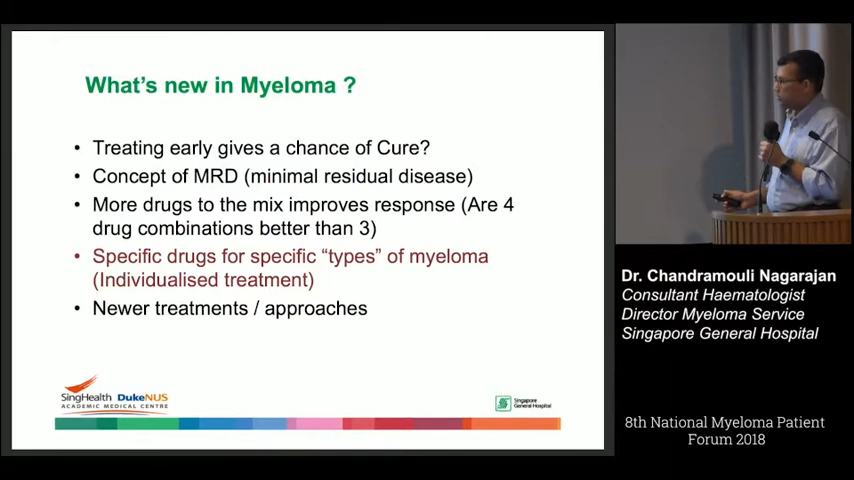 What's new in Myeloma ?
• Treating early gives a chance of Cure?
• Concept of MRD (minimal residual disease)
• More drugs to the mix improves response (Are 4
drug combinations better than 3)
• Specific drugs for specific “types” of myeloma
(Individualised treatment)
• Newer treatments / approaches
SingHealth DukeNUS
ACADEMIC MEDICAL CENTRE
Singapore
General Hospital
Dr. Chandramouli Nagarajan
Consultant Haematologist
Director Myeloma Service
Singapore General Hospital
8th National Myeloma Patient
Forum 2018